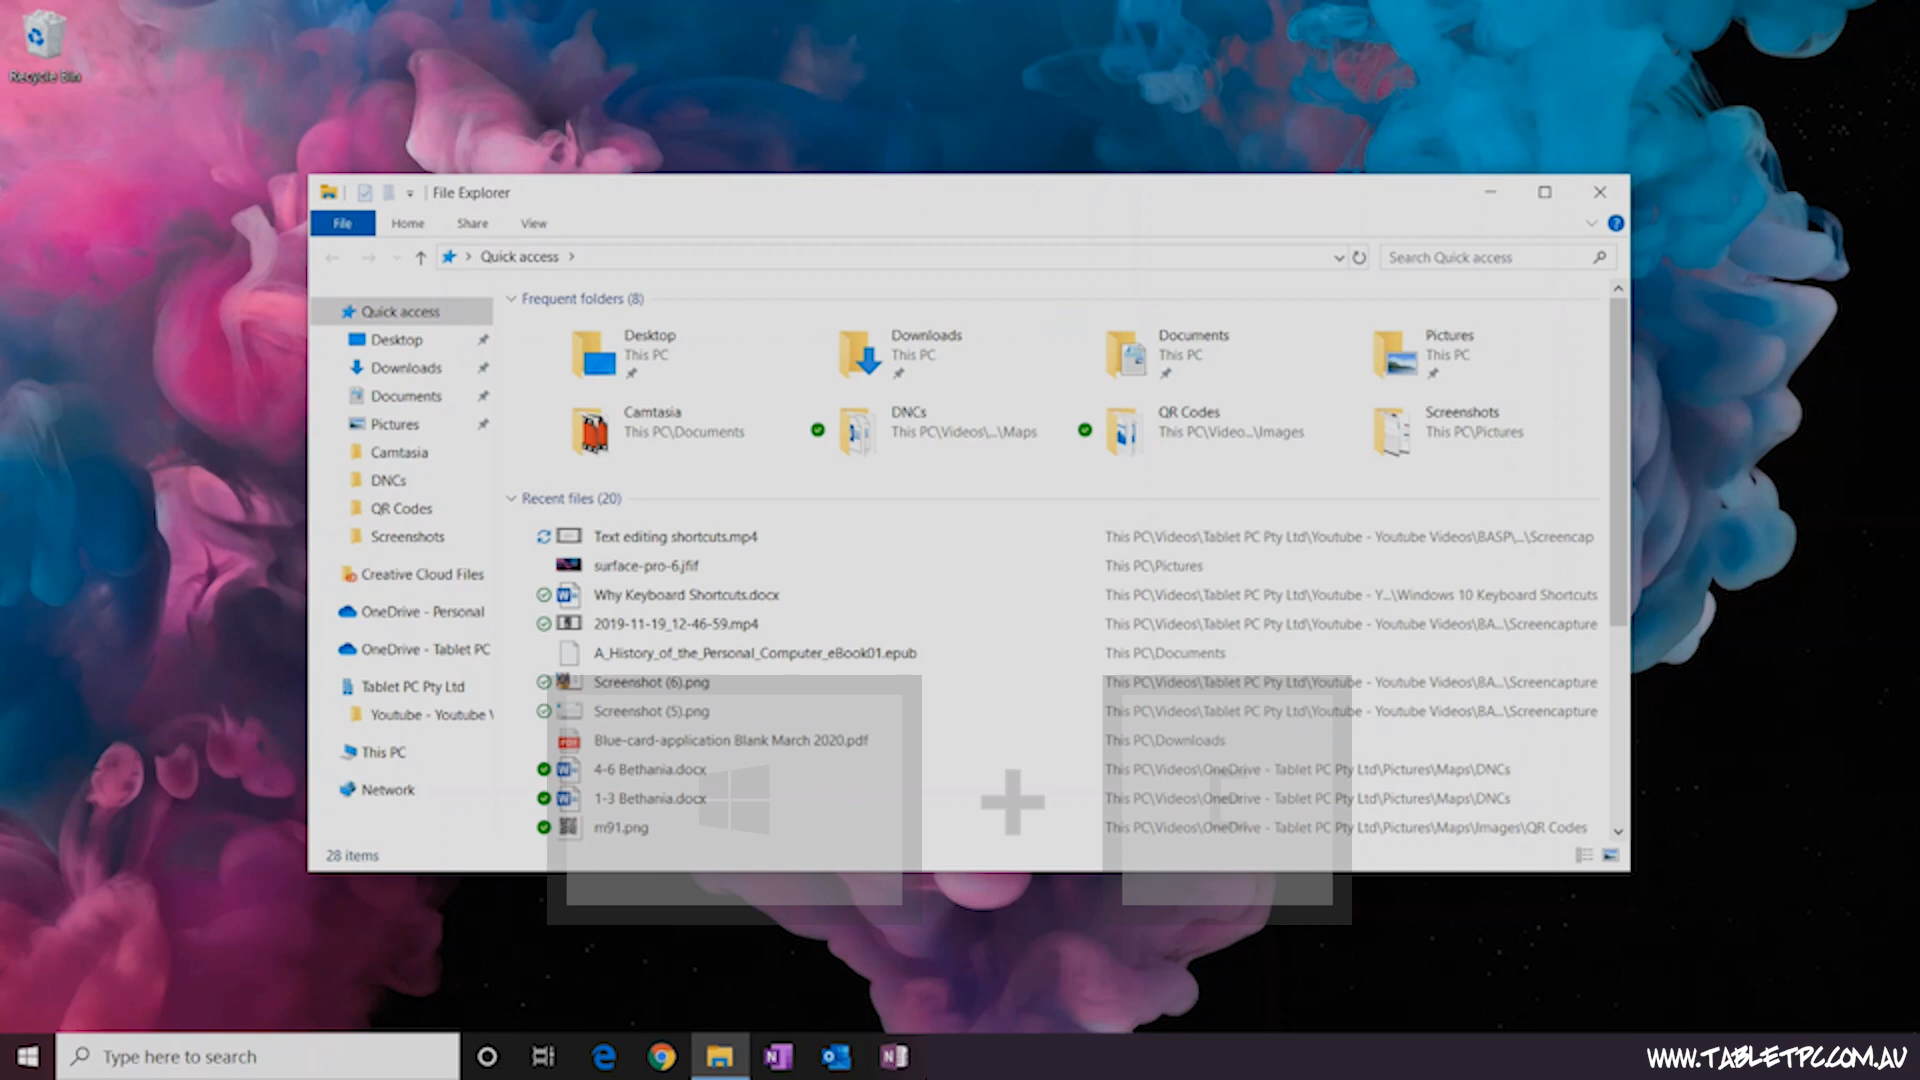 Recycle Bin
File Explorer
File Home Share View
Quick access
Search Quick access
Quick access
Desktop
Downloads
Documents
Pictures
Camtasia
DNCs
QR Codes
Screenshots
Creative Cloud Files
OneDrive - Personal
OneDrive - Tablet PC
Tablet PC Pty Ltd
Youtube - Youtube V
This PC
Network
Frequent folders (8)
Desktop
This PC
Downloads
This PC
Documents
This PC
Pictures
This PC
Camtasia
This PC\Documents
DNCs
This PC\Videos\...\Maps
QR Codes
This PC\Video...\Images
Screenshots
This PC\Pictures
Recent files (20)
Text editing shortcuts.mp4 This PC\Videos\Tablet PC Pty Ltd\Youtube - Youtube Videos\BASP\...\Screencap
surface-pro-6.jfif This PC\Pictures
Why Keyboard Shortcuts.docx This PC\Videos\Tablet PC Pty Ltd\Youtube - Y...\Windows 10 Keyboard Shortcuts
2019-11-19_12-46-59.mp4 This PC\Videos\Tablet PC Pty Ltd\Youtube - Youtube Videos\BA...\Screencapture
A_History_of_the_Personal_Computer_eBook01.epub This PC\Documents
Screenshot (6).png This PC\Videos\Tablet PC Pty Ltd\Youtube - Youtube Videos\BA...\Screencapture
Screenshot (5).png This PC\Videos\Tablet PC Pty Ltd\Youtube - Youtube Videos\BA...\Screencapture
Blue-card-application Blank March 2020.pdf This PC\Downloads
4-6 Bethania.docx This PC\Videos\OneDrive - Tablet PC Pty Ltd\Pictures\Maps\DNCs
1-3 Bethania.docx This PC\Videos\OneDrive - Tablet PC Pty Ltd\Pictures\Maps\DNCs
m91.png This PC\Videos\OneDrive - Tablet PC Pty Ltd\Pictures\Maps\Images\QR Codes
28 items
+
Type here to search
WWW.TABLETPC.COM.AU